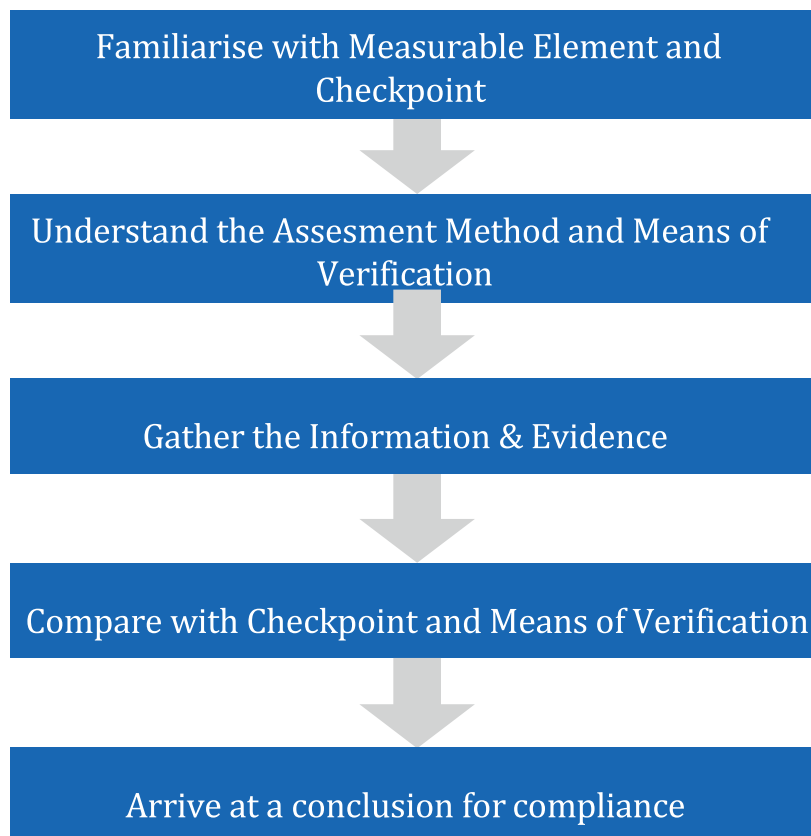 Familiarise with Measurable Element and
Checkpoint
Understand the Assesment Method and Means of
Verification
Gather the Information & Evidence
Compare with Checkpoint and Means of Verification
Arrive at a conclusion for compliance